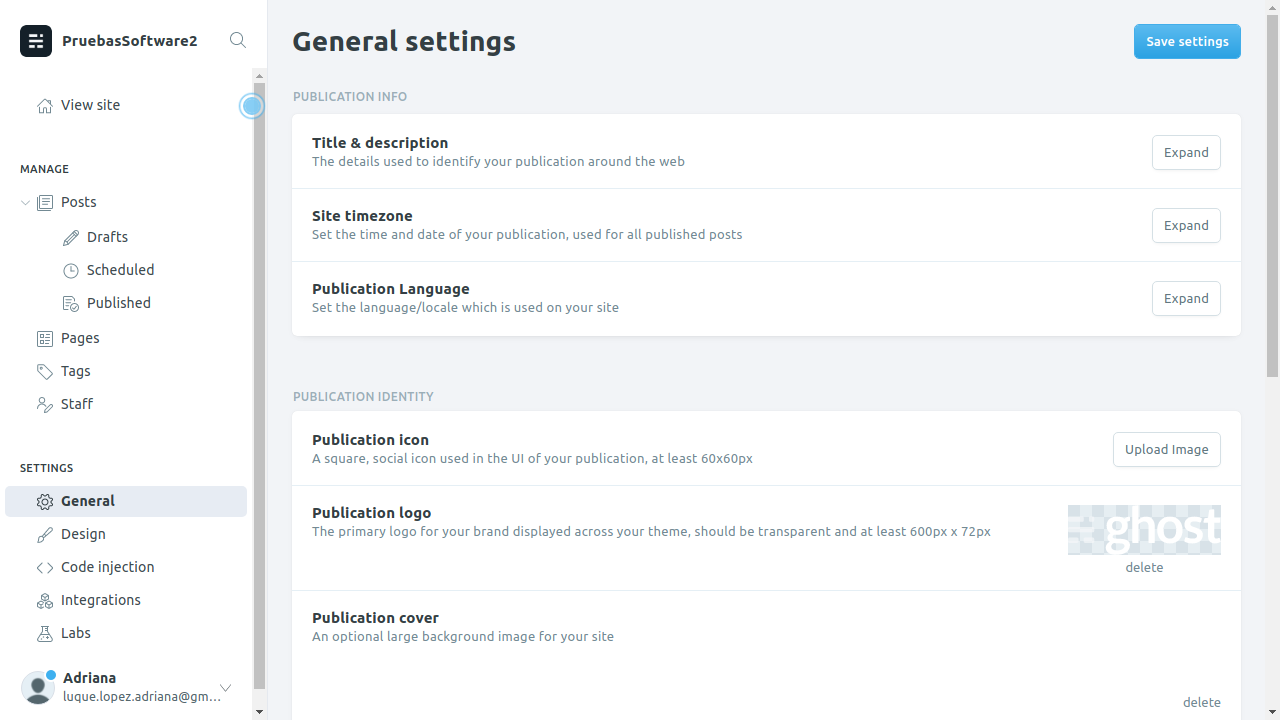 PruebasSoftware2
View site
MANAGE
Posts
Drafts
Scheduled
Published
Pages
Tags
Staff
SETTINGS
General
Design
Code injection
Integrations
Labs
Adriana
luque.lopez.adriana@gm...
General settings
Save settings
PUBLICATION INFO
Title & description
The details used to identify your publication around the web
Expand
Site timezone
Set the time and date of your publication, used for all published posts
Expand
Publication Language
Set the language/locale which is used on your site
Expand
PUBLICATION IDENTITY
Publication icon
A square, social icon used in the UI of your publication, at least 60x60px
Upload Image
Publication logo
The primary logo for your brand displayed across your theme, should be transparent and at least 600px x 72px
ghost
delete
Publication cover
An optional large background image for your site
delete